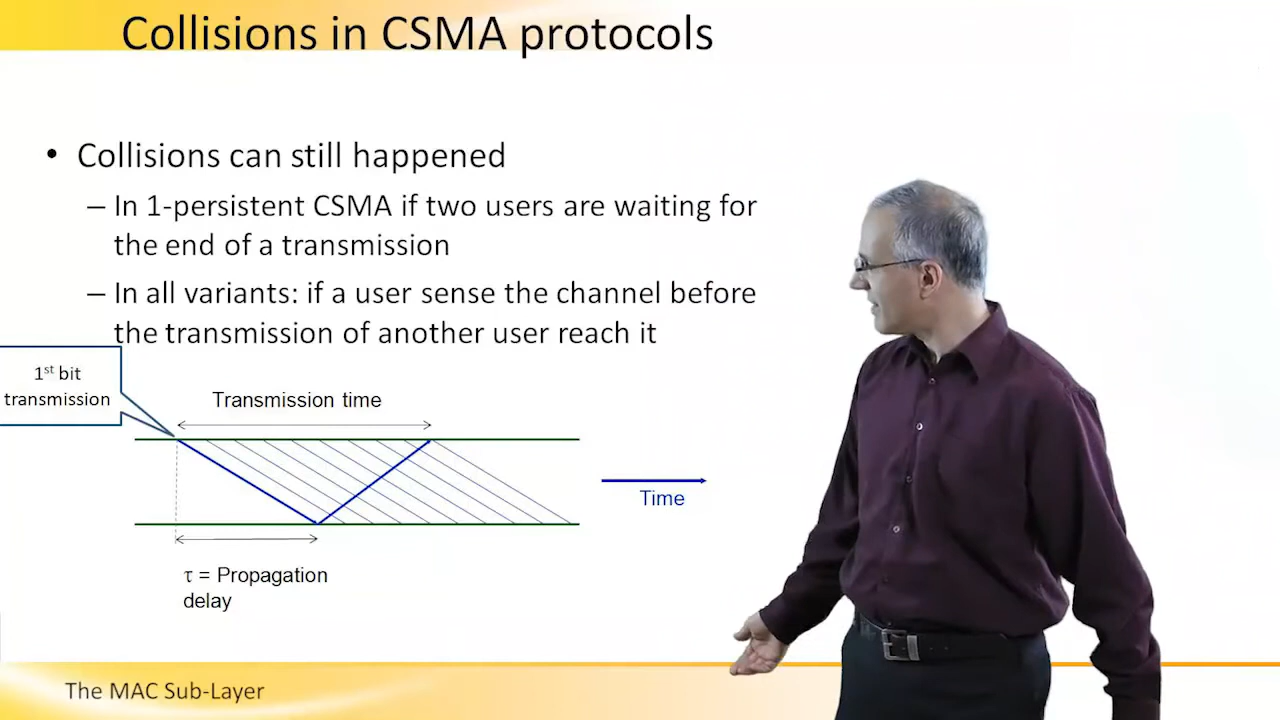 Collisions in CSMA protocols
• Collisions can still happened
– In 1-persistent CSMA if two users are waiting for
the end of a transmission
– In all variants: if a user sense the channel before
the transmission of another user reach it
1st bit
transmission
Transmission time
Time
τ = Propagation
delay
The MAC Sub-Layer